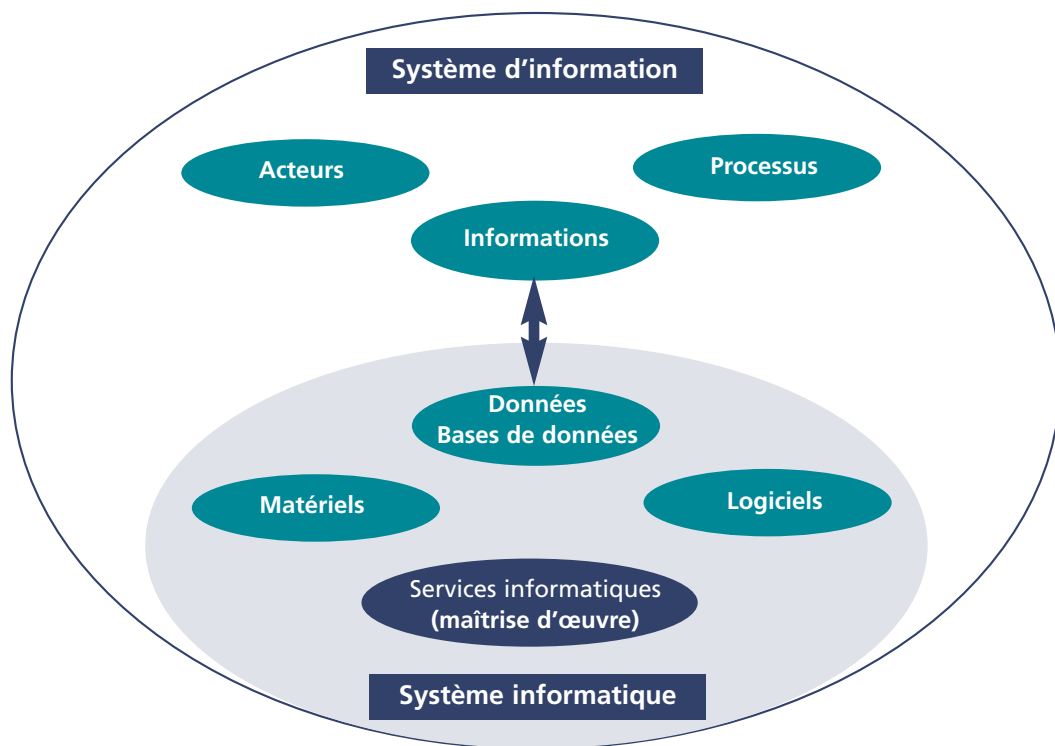 Système d’information
Acteurs
Processus
Informations
Données
Bases de données
Matériels
Logiciels
Services informatiques
(maîtrise d’œuvre)
Système informatique